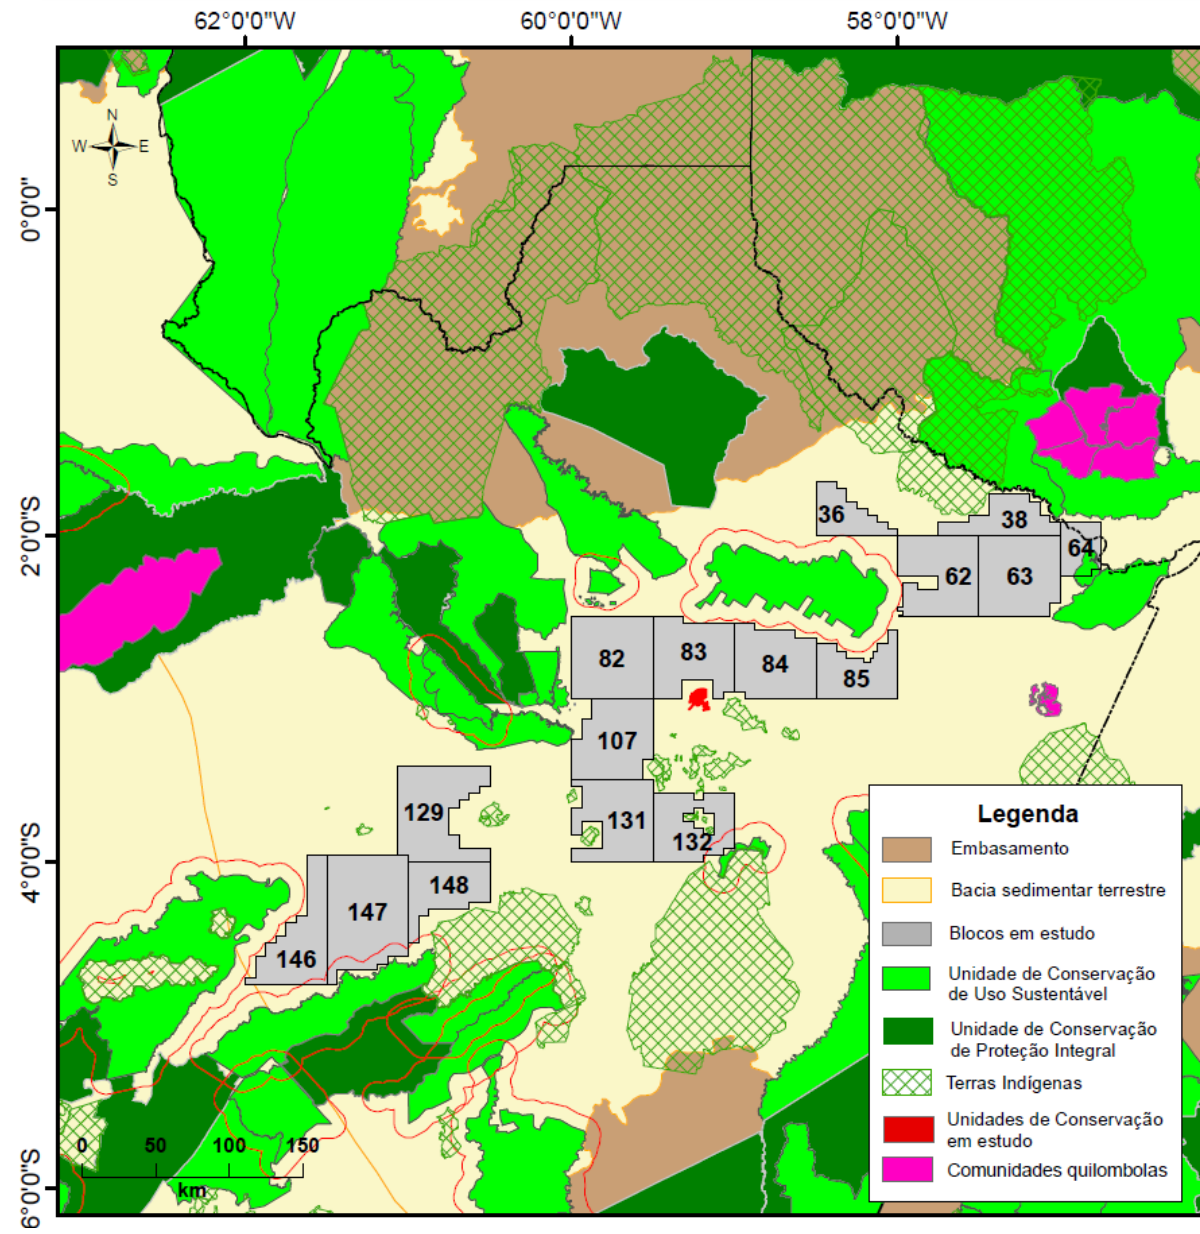 62°0'0"W 60°0'0"W 58°0'0"W
N
W E
S
0°0'0"
2°0'0"S
4°0'0"S
6°0'0"S
36
38
64
62
63
82
83
84
85
107
129
131
132
148
147
146
0 50 100 150
km
Legenda
Embasamento
Bacia sedimentar terrestre
Blocos em estudo
Unidade de Conservação
de Uso Sustentável
Unidade de Conservação
de Proteção Integral
Terras Indígenas
Unidades de Conservação
em estudo
Comunidades quilombolas